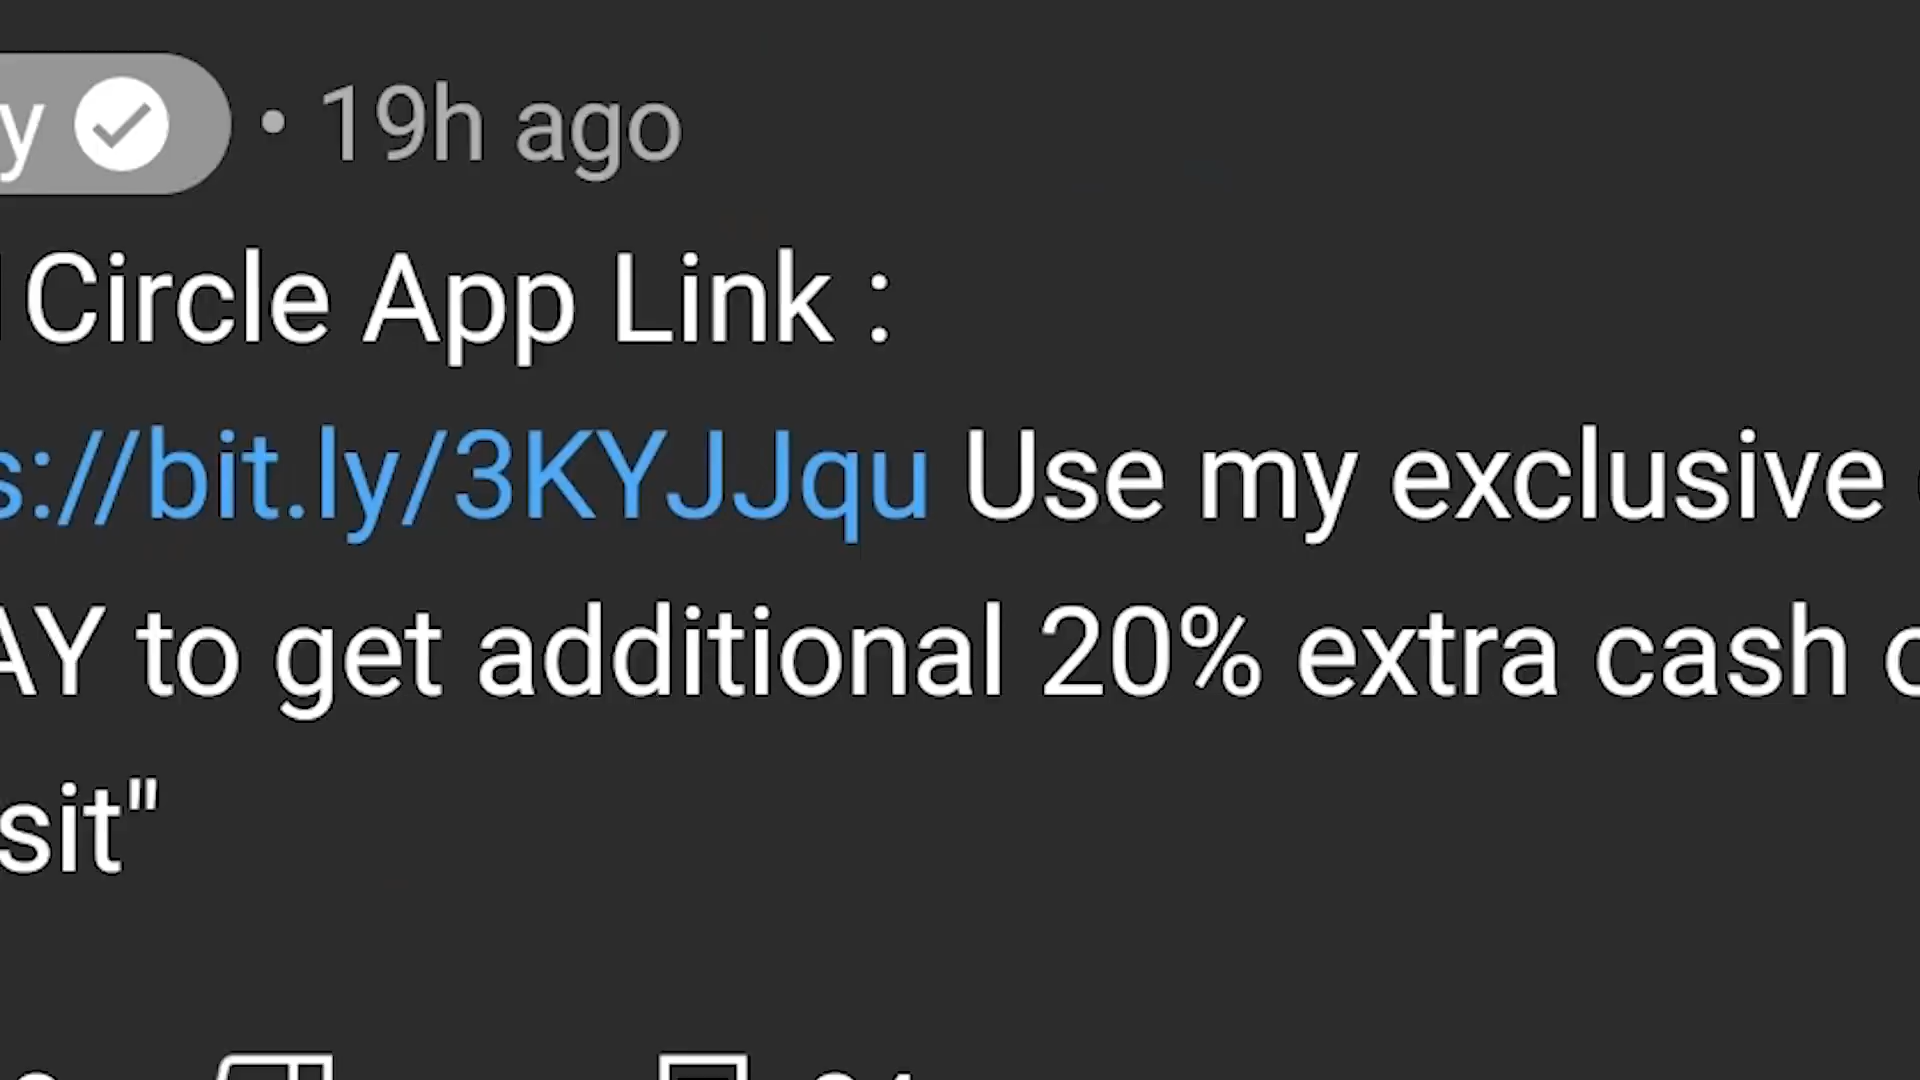 y • 19h ago
Circle App Link :
s://bit.ly/3KYJJqu Use my exclusive
AY to get additional 20% extra cash
sit"